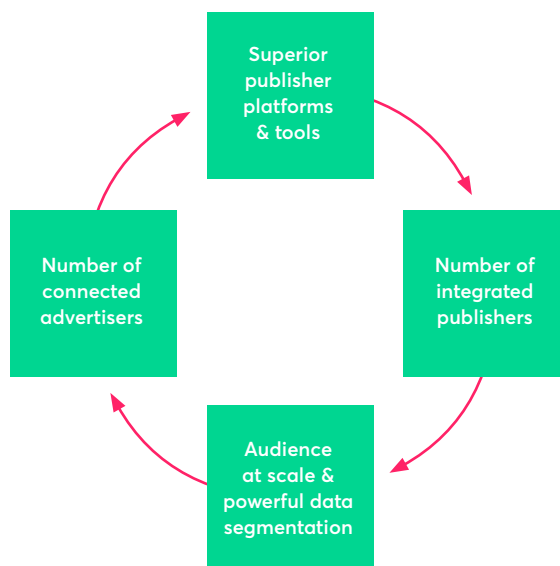 Superior
publisher
platforms
& tools
Number of
connected
advertisers
Number of
integrated
publishers
Audience
at scale &
powerful data
segmentation